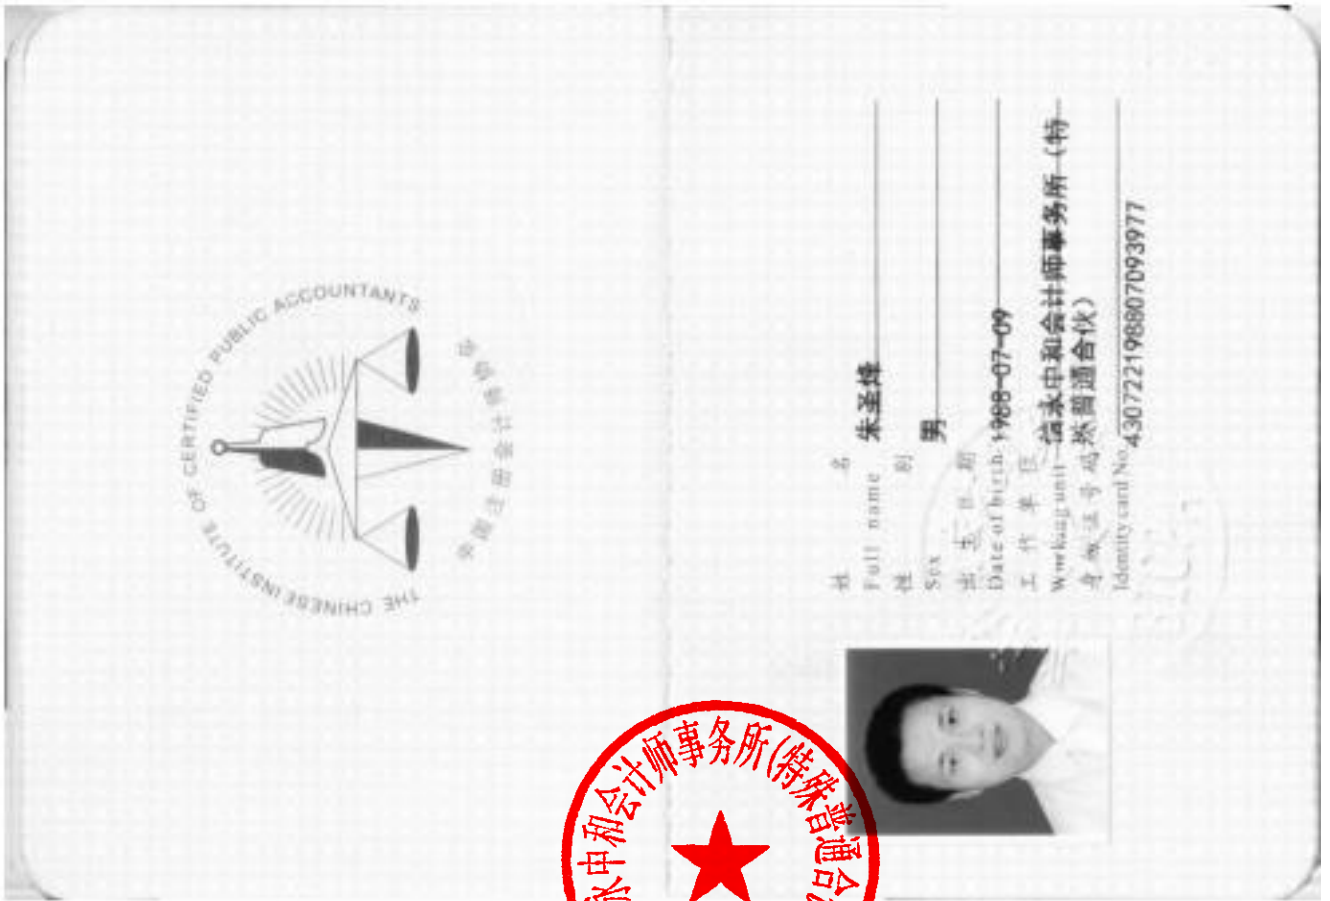 THE CHINESE INSTITUTE OF CERTIFIED PUBLIC ACCOUNTANTS
中国注册会计师协会
姓 名
Full name 朱圣烽
性 别
Sex 男
出 生 日 期
Date of birth 1988-07-09
工 作 单 位
Working unit 信永中和会计师事务所（特
身份证号码 殊普通合伙）
Identity card No. 430722198807093977
永中和会计师事务所(特殊普通合